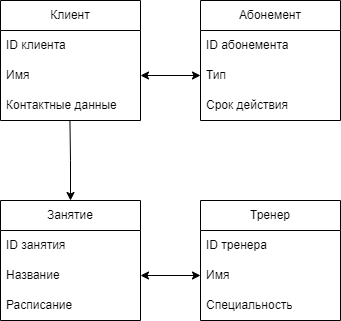 Клиент
ID клиента
Имя
Контактные данные
Абонемент
ID абонемента
Тип
Срок действия
Занятие
ID занятия
Название
Расписание
Тренер
ID тренера
Имя
Специальность